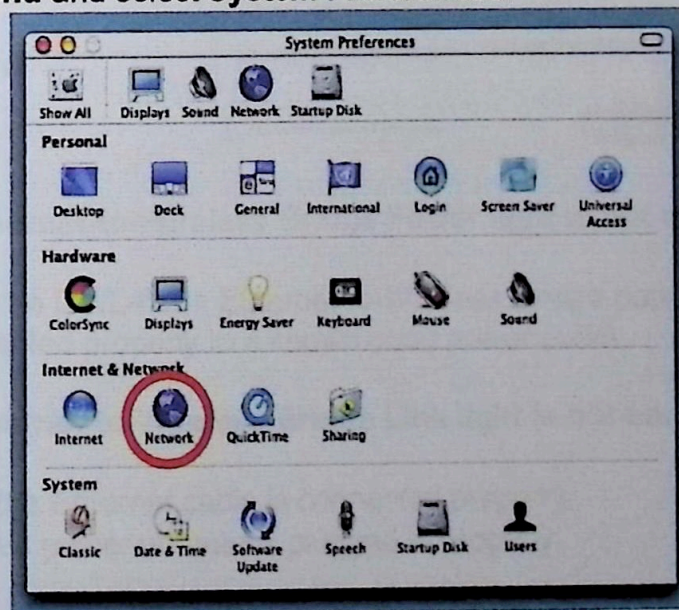 and select
System Preferences
Show All Displays Sound Network Startup Disk
Personal
Desktop Dock General International Login Screen Saver Universal Access
Hardware
ColorSync Displays Energy Saver Keyboard Mouse Sound
Internet & Network
Internet Network QuickTime Sharing
System
Classic Date & Time Software Update Speech Startup Disk Users